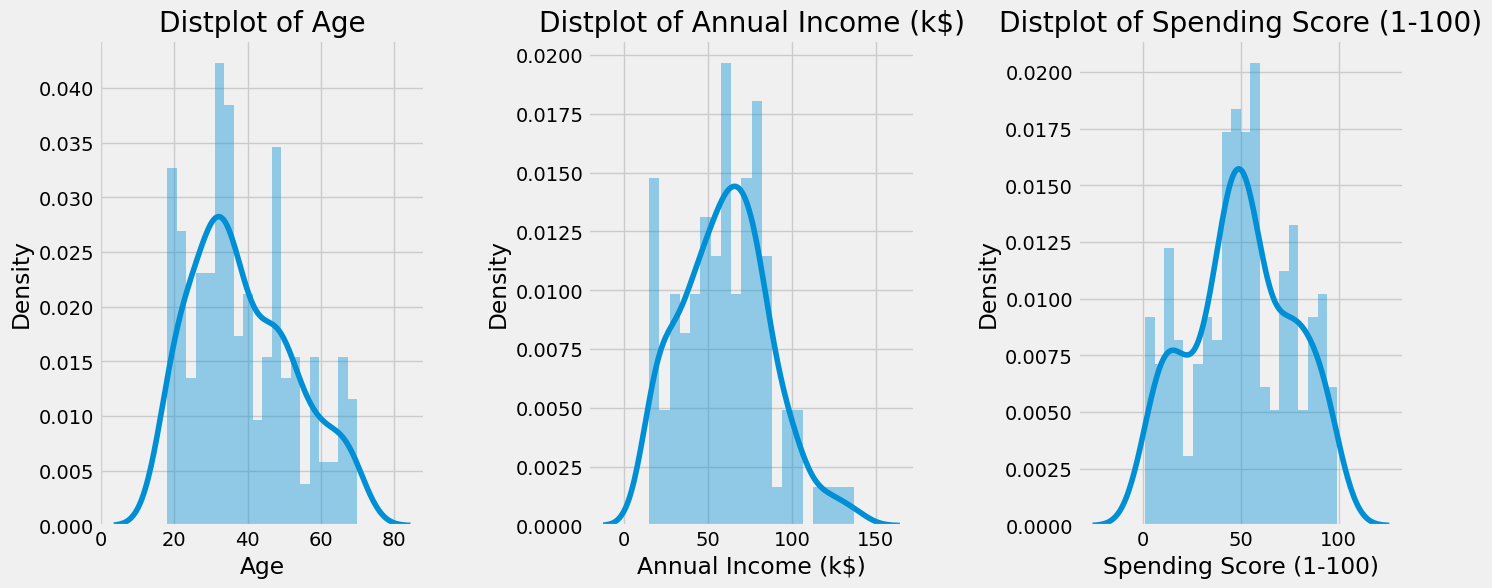 Distplot of Age
0.040
0.035
0.030
0.025
0.020
0.015
0.010
0.005
0.000
Density
0 20 40 60 80
Age
Distplot of Annual Income (k$)
0.0200
0.0175
0.0150
0.0125
0.0100
0.0075
0.0050
0.0025
0.0000
Density
0 50 100 150
Annual Income (k$)
Distplot of Spending Score (1-100)
0.0200
0.0175
0.0150
0.0125
0.0100
0.0075
0.0050
0.0025
0.0000
Density
0 50 100
Spending Score (1-100)